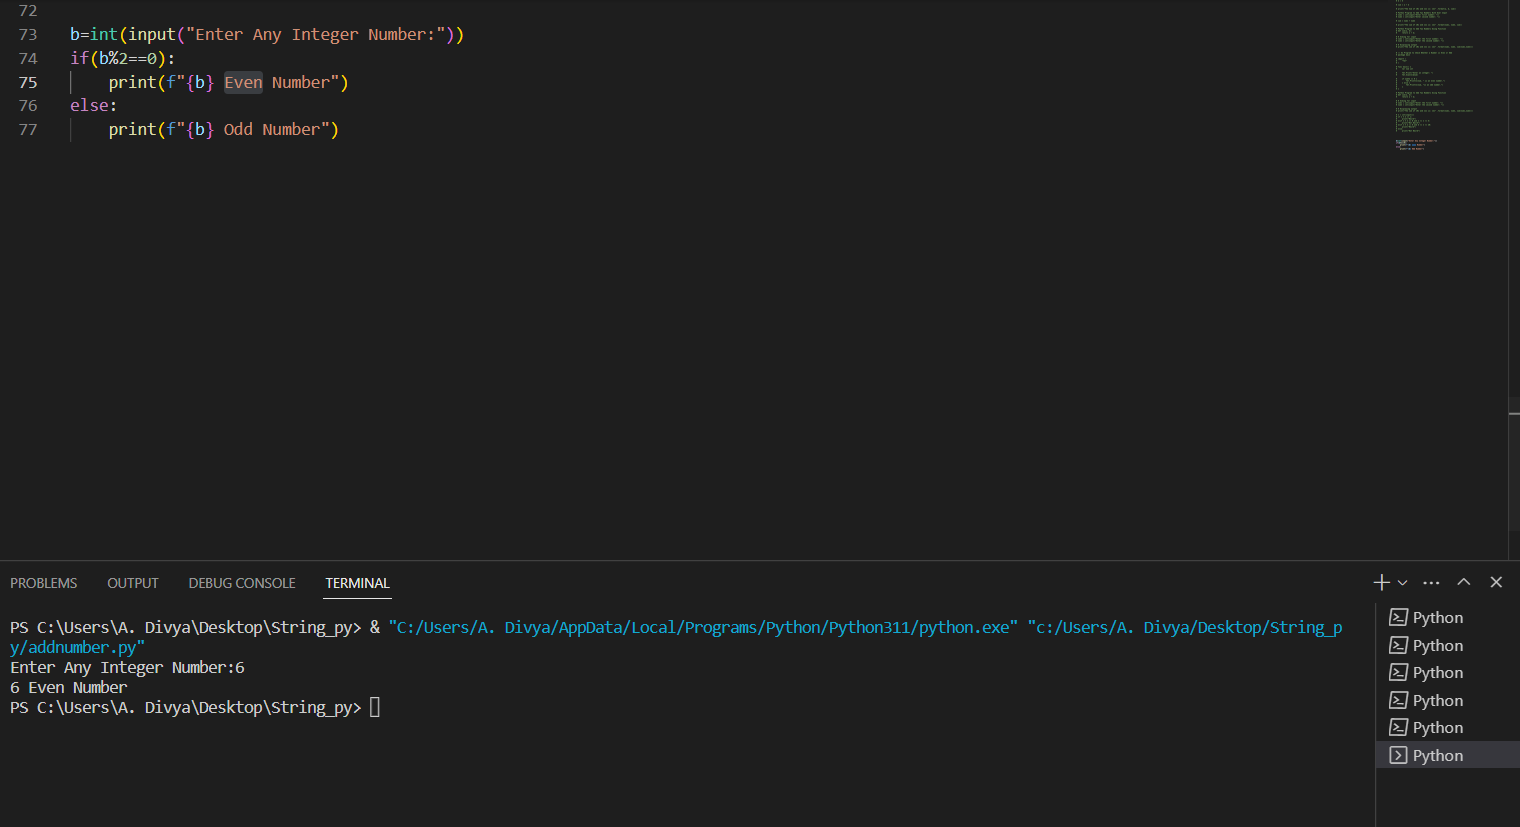 72
73 b=int(input("Enter Any Integer Number:"))
74 if(b%2==0):
75     print(f"{b} Even Number")
76 else:
77     print(f"{b} Odd Number")
PROBLEMS OUTPUT DEBUG CONSOLE TERMINAL
PS C:\Users\A. Divya\Desktop\String_py> & "C:/Users/A. Divya/AppData/Local/Programs/Python/Python311/python.exe" "c:/Users/A. Divya/Desktop/String_p
y/addnumber.py"
Enter Any Integer Number:6
6 Even Number
PS C:\Users\A. Divya\Desktop\String_py>
Python
Python
Python
Python
Python
Python